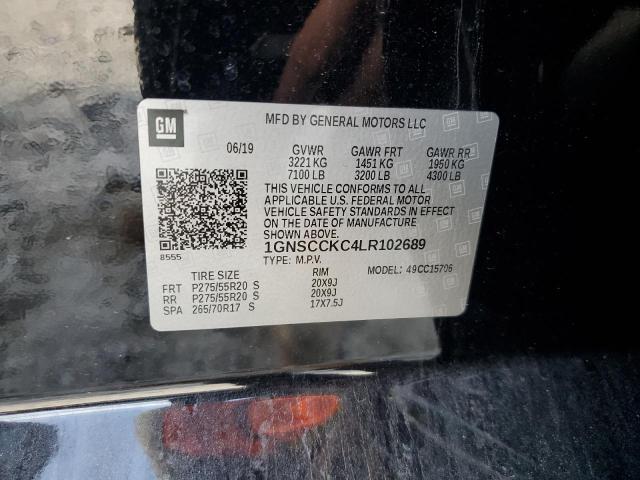 GM
MFD BY GENERAL MOTORS LLC
06/19 GVWR GAWR FRT GAWR RR
3221 KG 1451 KG 1950 KG
7100 LB 3200 LB 4300 LB
THIS VEHICLE CONFORMS TO ALL
APPLICABLE U.S. FEDERAL MOTOR
VEHICLE SAFETY STANDARDS IN EFFECT
ON THE DATE OF MANUFACTURE
SHOWN ABOVE.
1GNSCCKC4LR102689
8555
TYPE: M.P.V. MODEL: 49CC15706
TIRE SIZE RIM
FRT P275/55R20 S 20X9J
RR P275/55R20 S 20X9J
SPA 265/70R17 S 17X7.5J